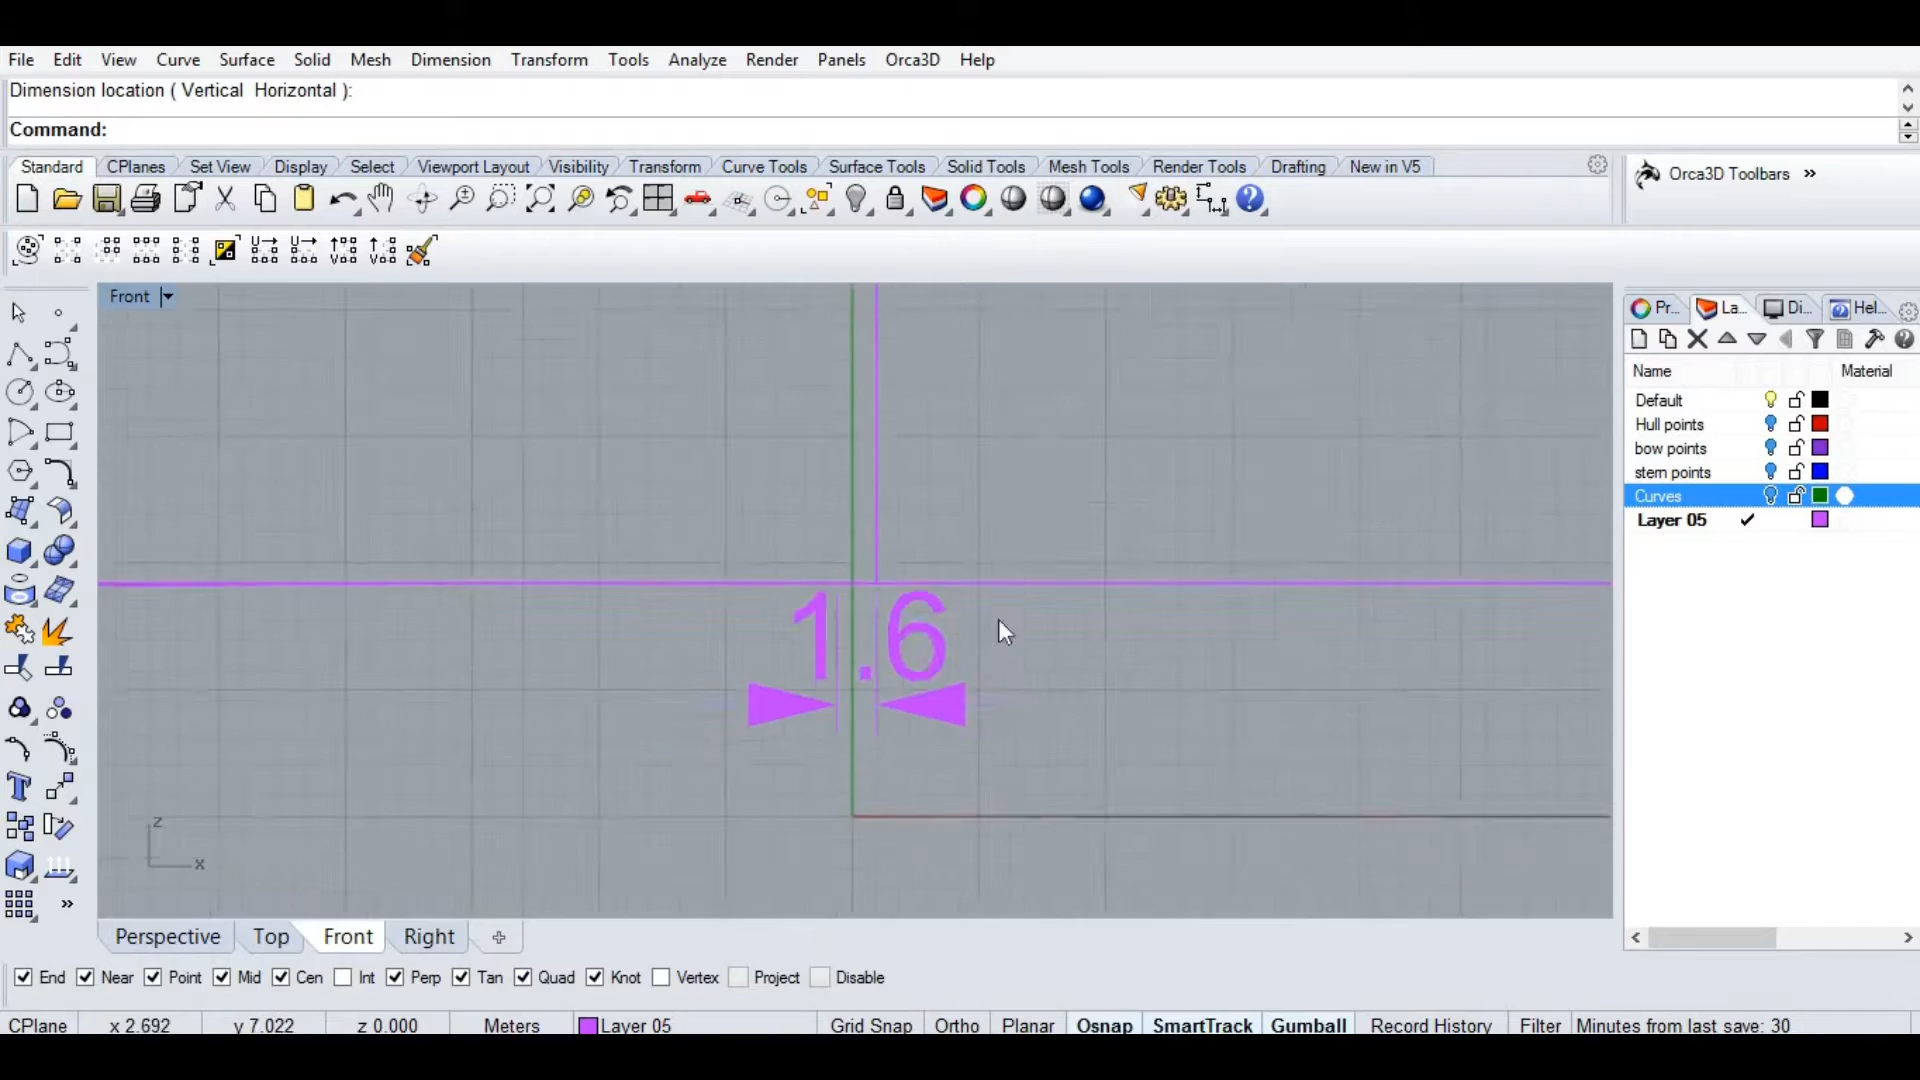 File Edit View Curve Surface Solid Mesh Dimension Transform Tools Analyze Render Panels Orca3D Help
Dimension location ( Vertical Horizontal ):
Command:
Standard CPlanes Set View Display Select Viewport Layout Visibility Transform Curve Tools Surface Tools Solid Tools Mesh Tools Render Tools Drafting New in V5
Orca3D Toolbars »
Front
Pr... La... Di... Hel...
Name Material
Default
Hull points
bow points
stem points
Curves
Layer 05
1.6
z
x
Perspective Top Front Right
End Near Point Mid Cen Int Perp Tan Quad Knot Vertex Project Disable
CPlane x 2.692 y 7.022 z 0.000 Meters Layer 05 Grid Snap Ortho Planar Osnap SmartTrack Gumball Record History Filter Minutes from last save: 30